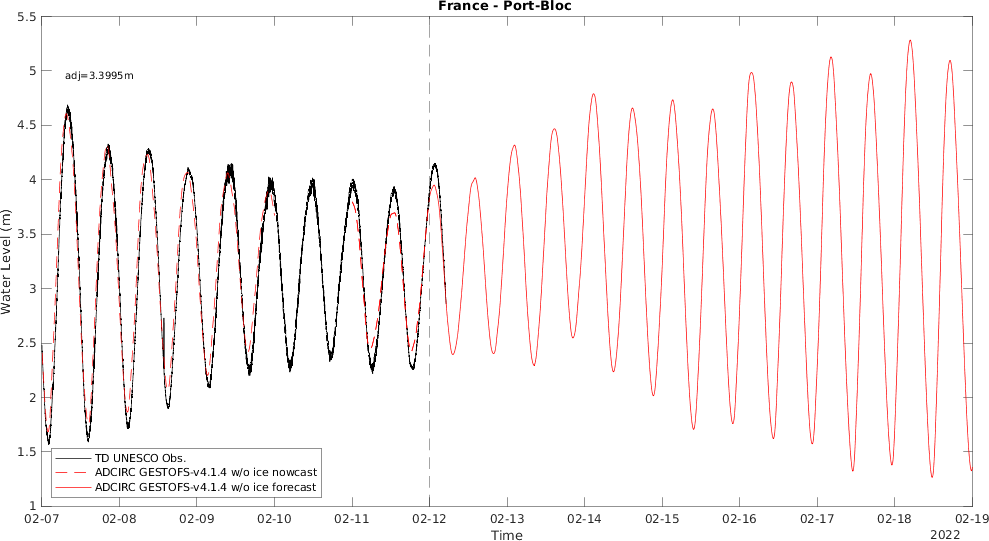 France - Port-Bloc
5.5
5
4.5
4
3.5
3
2.5
2
1.5
1
Water Level (m)
adj=3.3995m
TD UNESCO Obs.
ADCIRC GESTOFS-v4.1.4 w/o ice nowcast
ADCIRC GESTOFS-v4.1.4 w/o ice forecast
02-07 02-08 02-09 02-10 02-11 02-12 02-13 02-14 02-15 02-16 02-17 02-18 02-19
Time
2022